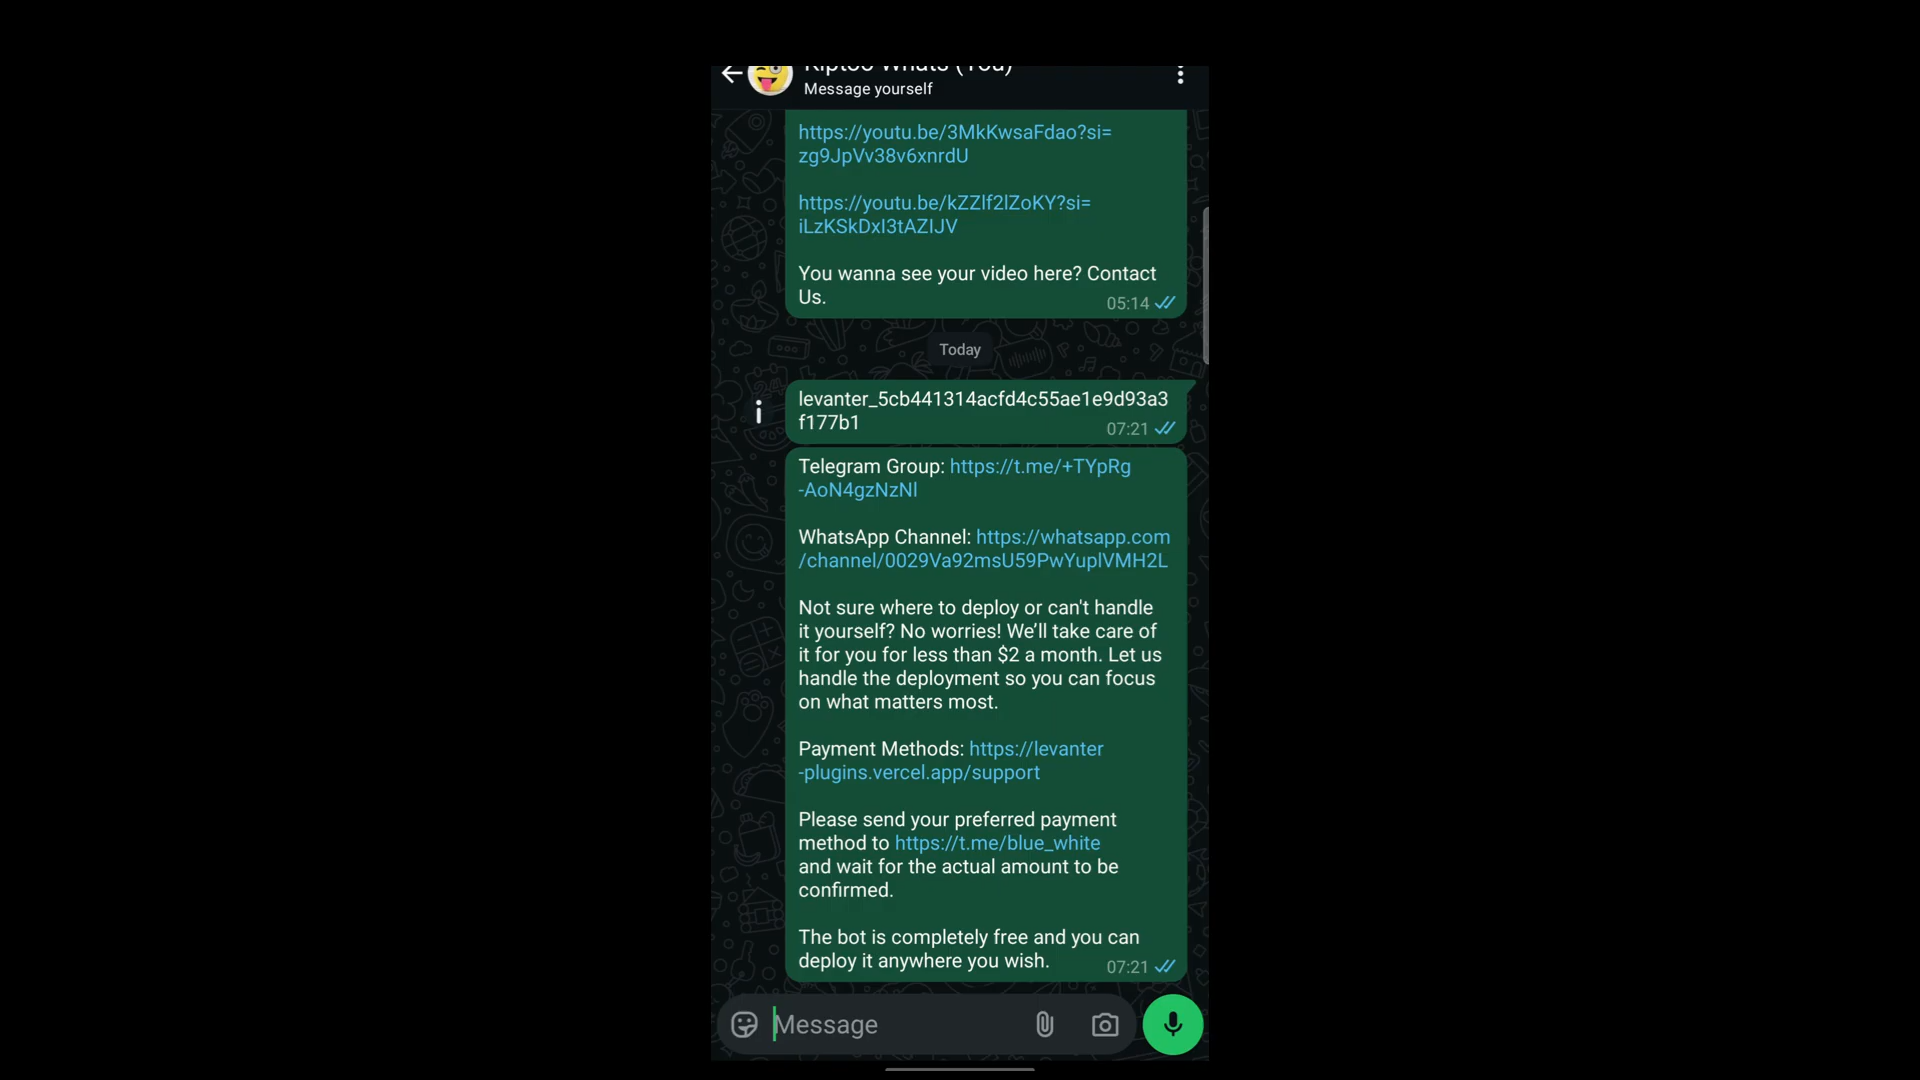 Kiptoo Whats (You)
Message yourself
https://youtu.be/3MkKwsaFdao?si=
zg9JpVv38v6xnrdU
https://youtu.be/kZZlf2lZoKY?si=
iLzKSkDxI3tAZIJV
You wanna see your video here? Contact
Us.
05:14
Today
levanter_5cb441314acfd4c55ae1e9d93a3
f177b1
07:21
Telegram Group: https://t.me/+TYpRg
-AoN4gzNzNl
WhatsApp Channel: https://whatsapp.com
/channel/0029Va92msU59PwYuplVMH2L
Not sure where to deploy or can't handle
it yourself? No worries! We’ll take care of
it for you for less than $2 a month. Let us
handle the deployment so you can focus
on what matters most.
Payment Methods: https://levanter
-plugins.vercel.app/support
Please send your preferred payment
method to https://t.me/blue_white
and wait for the actual amount to be
confirmed.
The bot is completely free and you can
deploy it anywhere you wish.
07:21
Message